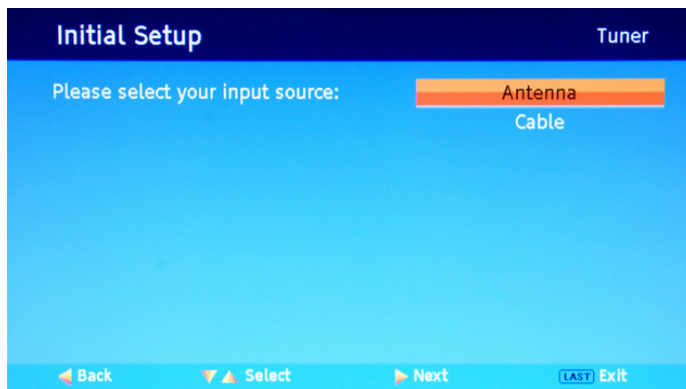 Initial Setup Tuner
Please select your input source: Antenna
Cable
Back Select Next LAST Exit